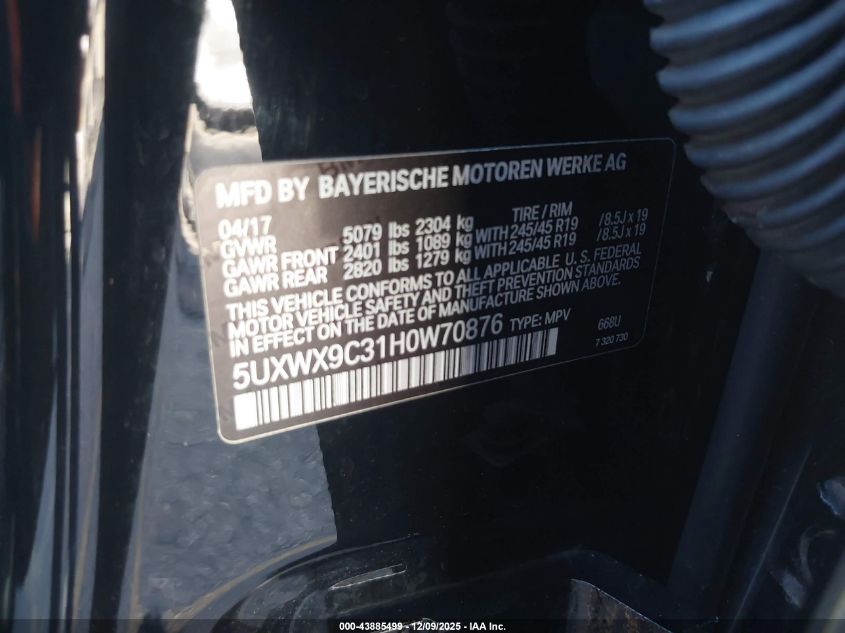 MFD BY BAYERISCHE MOTOREN WERKE AG
04/17 TIRE / RIM
GVWR 5079 lbs 2304 kg
GAWR FRONT 2401 lbs 1089 kg WITH 245/45 R19 /8.5J x 19
GAWR REAR 2820 lbs 1279 kg WITH 245/45 R19 /8.5J x 19
THIS VEHICLE CONFORMS TO ALL APPLICABLE U.S. FEDERAL
MOTOR VEHICLE SAFETY AND THEFT PREVENTION STANDARDS
IN EFFECT ON THE DATE OF MANUFACTURE SHOWN ABOVE.
5UXWX9C31H0W70876 TYPE: MPV 668U
7 320 730
000-43885499 - 12/09/2025 - IAA Inc.